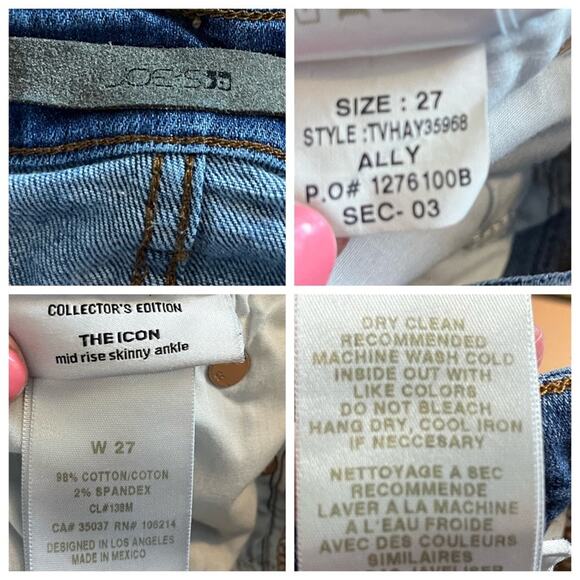 JOE'S
SIZE : 27
STYLE :TVHAY35968
ALLY
P.O# 1276100B
SEC- 03
COLLECTOR'S EDITION
THE ICON
mid rise skinny ankle
W 27
98% COTTON/COTON
2% SPANDEX
CL#139M
CA# 35037 RN# 106214
DESIGNED IN LOS ANGELES
MADE IN MEXICO
DRY CLEAN
RECOMMENDED
MACHINE WASH COLD
INSIDE OUT WITH
LIKE COLORS
DO NOT BLEACH
HANG DRY, COOL IRON
IF NECCESARY
NETTOYAGE A SEC
RECOMMENDE
LAVER A LA MACHINE
A L'EAU FROIDE
AVEC DES COULEURS
SIMILAIRES